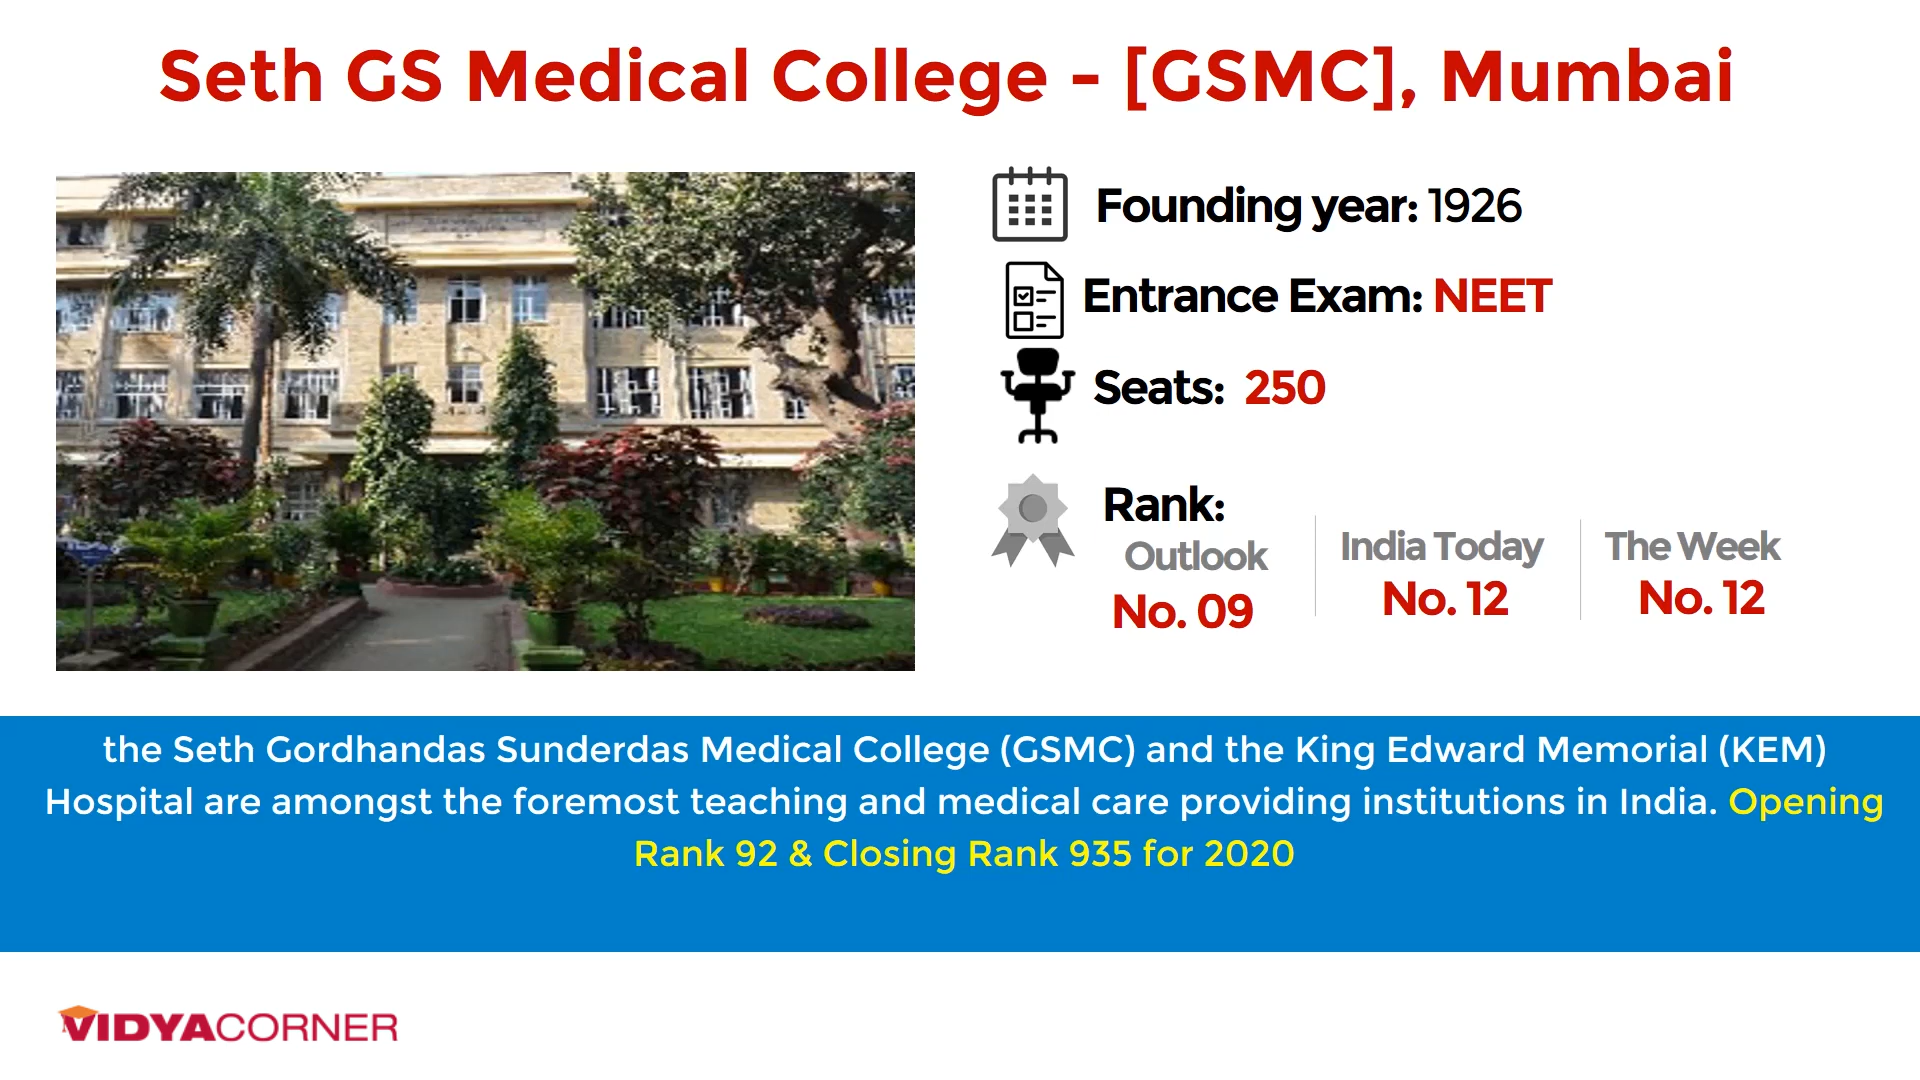 Seth GS Medical College - [GSMC], Mumbai
Founding year: 1926
Entrance Exam: NEET
Seats: 250
Rank:
Outlook
No. 09
India Today
No. 12
The Week
No. 12
the Seth Gordhandas Sunderdas Medical College (GSMC) and the King Edward Memorial (KEM)
Hospital are amongst the foremost teaching and medical care providing institutions in India. Opening
Rank 92 & Closing Rank 935 for 2020
VIDYACORNER